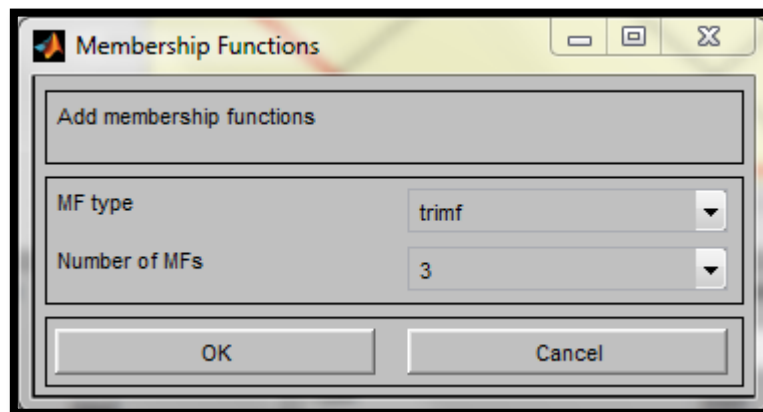 Membership Functions
Add membership functions
MF type
trimf
Number of MFs
3
OK
Cancel